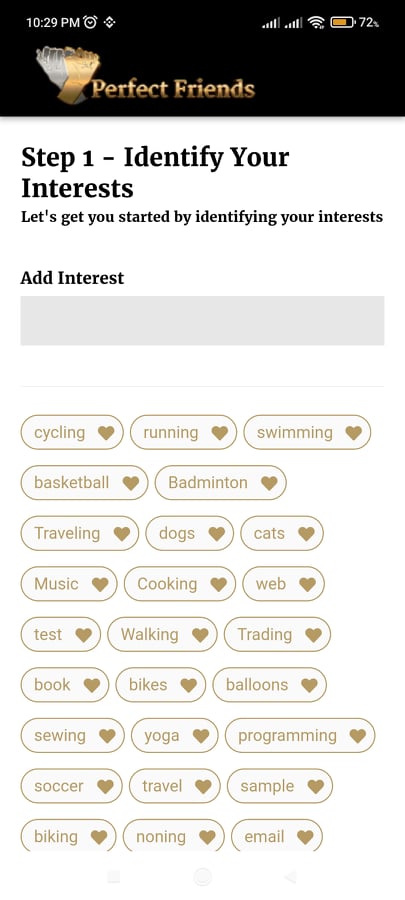 10:29 PM 72%
Perfect Friends
Step 1 - Identify Your
Interests
Let's get you started by identifying your interests
Add Interest
cycling running swimming
basketball Badminton
Traveling dogs cats
Music Cooking web
test Walking Trading
book bikes balloons
sewing yoga programming
soccer travel sample
biking noning email